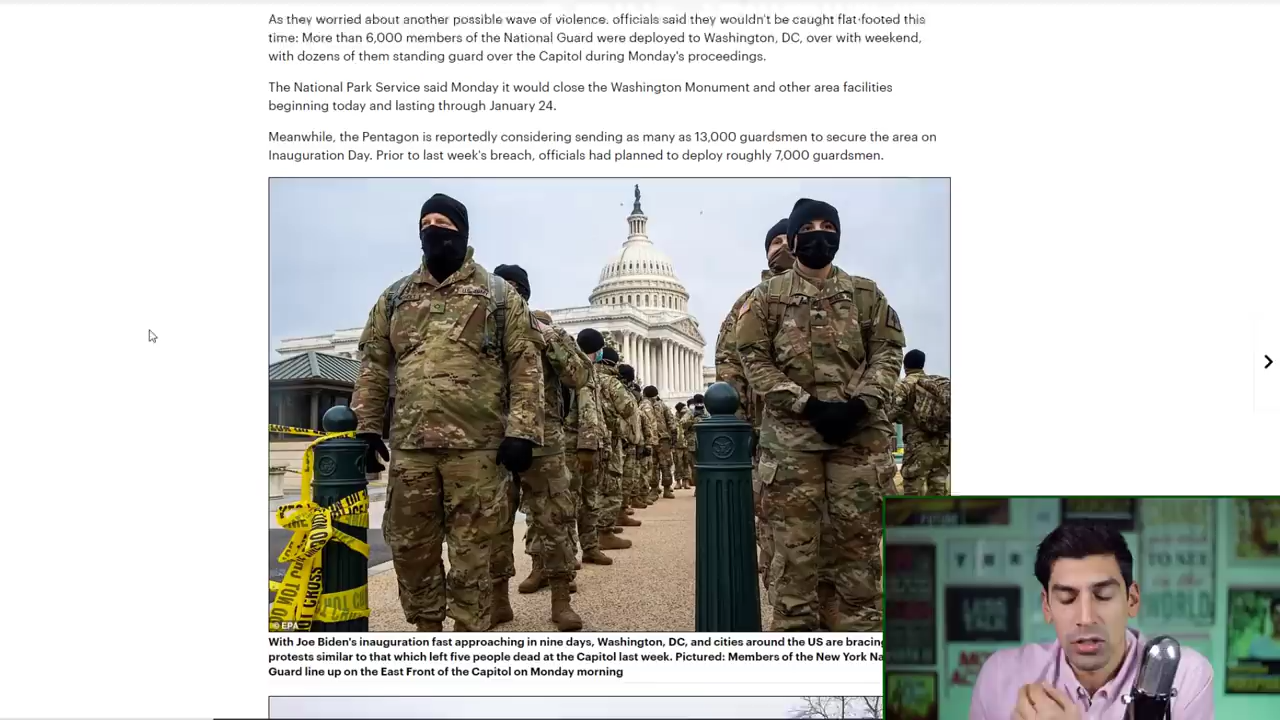 As they worried about another possible wave of violence, officials said they wouldn't be caught flat-footed this
time: More than 6,000 members of the National Guard were deployed to Washington, DC, over with weekend,
with dozens of them standing guard over the Capitol during Monday's proceedings.
The National Park Service said Monday it would close the Washington Monument and other area facilities
beginning today and lasting through January 24.
Meanwhile, the Pentagon is reportedly considering sending as many as 13,000 guardsmen to secure the area on
Inauguration Day. Prior to last week's breach, officials had planned to deploy roughly 7,000 guardsmen.
© EPA
With Joe Biden's inauguration fast approaching in nine days, Washington, DC, and cities around the US are bracing
protests similar to that which left five people dead at the Capitol last week. Pictured: Members of the New York Na
Guard line up on the East Front of the Capitol on Monday morning
TO SEE
in the
WORLD